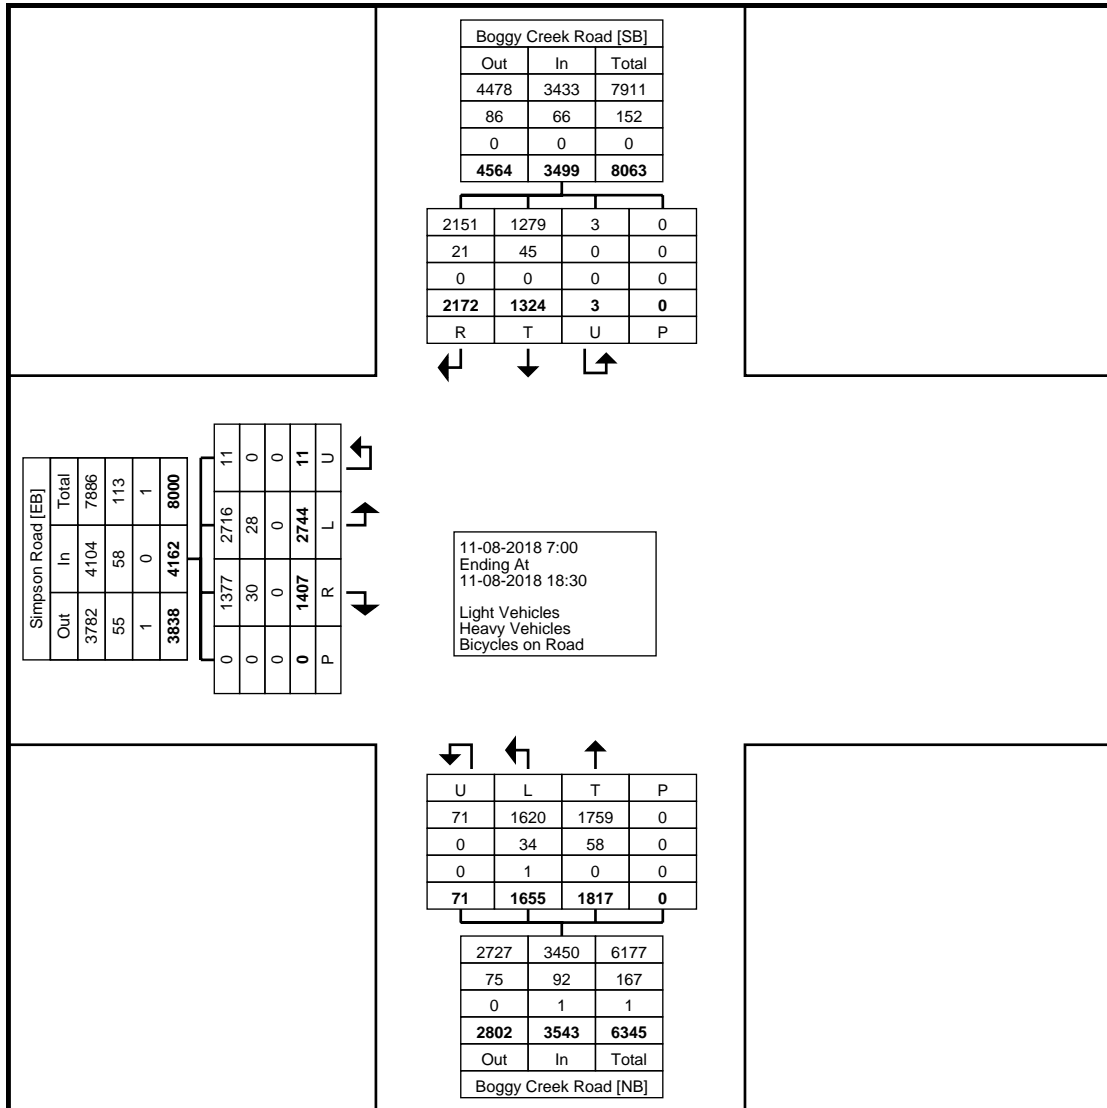 Boggy Creek Road [SB]
Out In Total
4478 3433 7911
86 66 152
0 0 0
4564 3499 8063
2151 1279 3 0
21 45 0 0
0 0 0 0
2172 1324 3 0
R T U P
Simpson Road [EB]
Out In Total
3782 4104 7886
55 58 113
1 0 1
3838 4162 8000
0 1377 2716 11
0 30 28 0
0 0 0 0
0 1407 2744 11
P R L U
11-08-2018 7:00
Ending At
11-08-2018 18:30
Light Vehicles
Heavy Vehicles
Bicycles on Road
U L T P
71 1620 1759 0
0 34 58 0
0 1 0 0
71 1655 1817 0
2727 3450 6177
75 92 167
0 1 1
2802 3543 6345
Out In Total
Boggy Creek Road [NB]